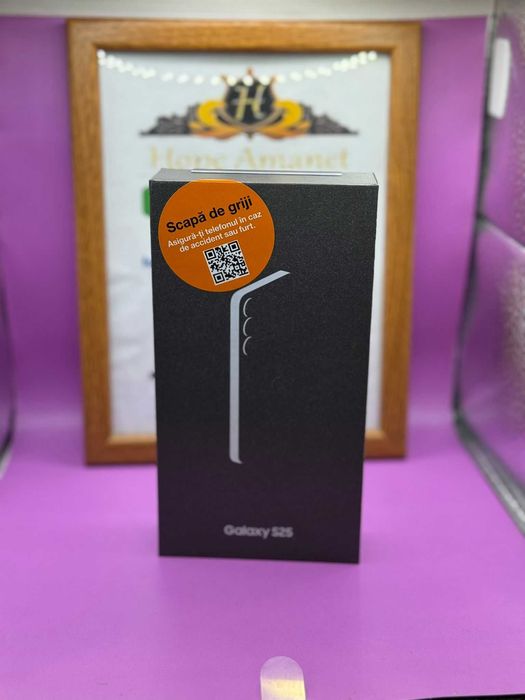 H
Hope Amanet
Scapă de griji
Asigură-ți telefonul în caz
de accident sau furt.
Galaxy S25